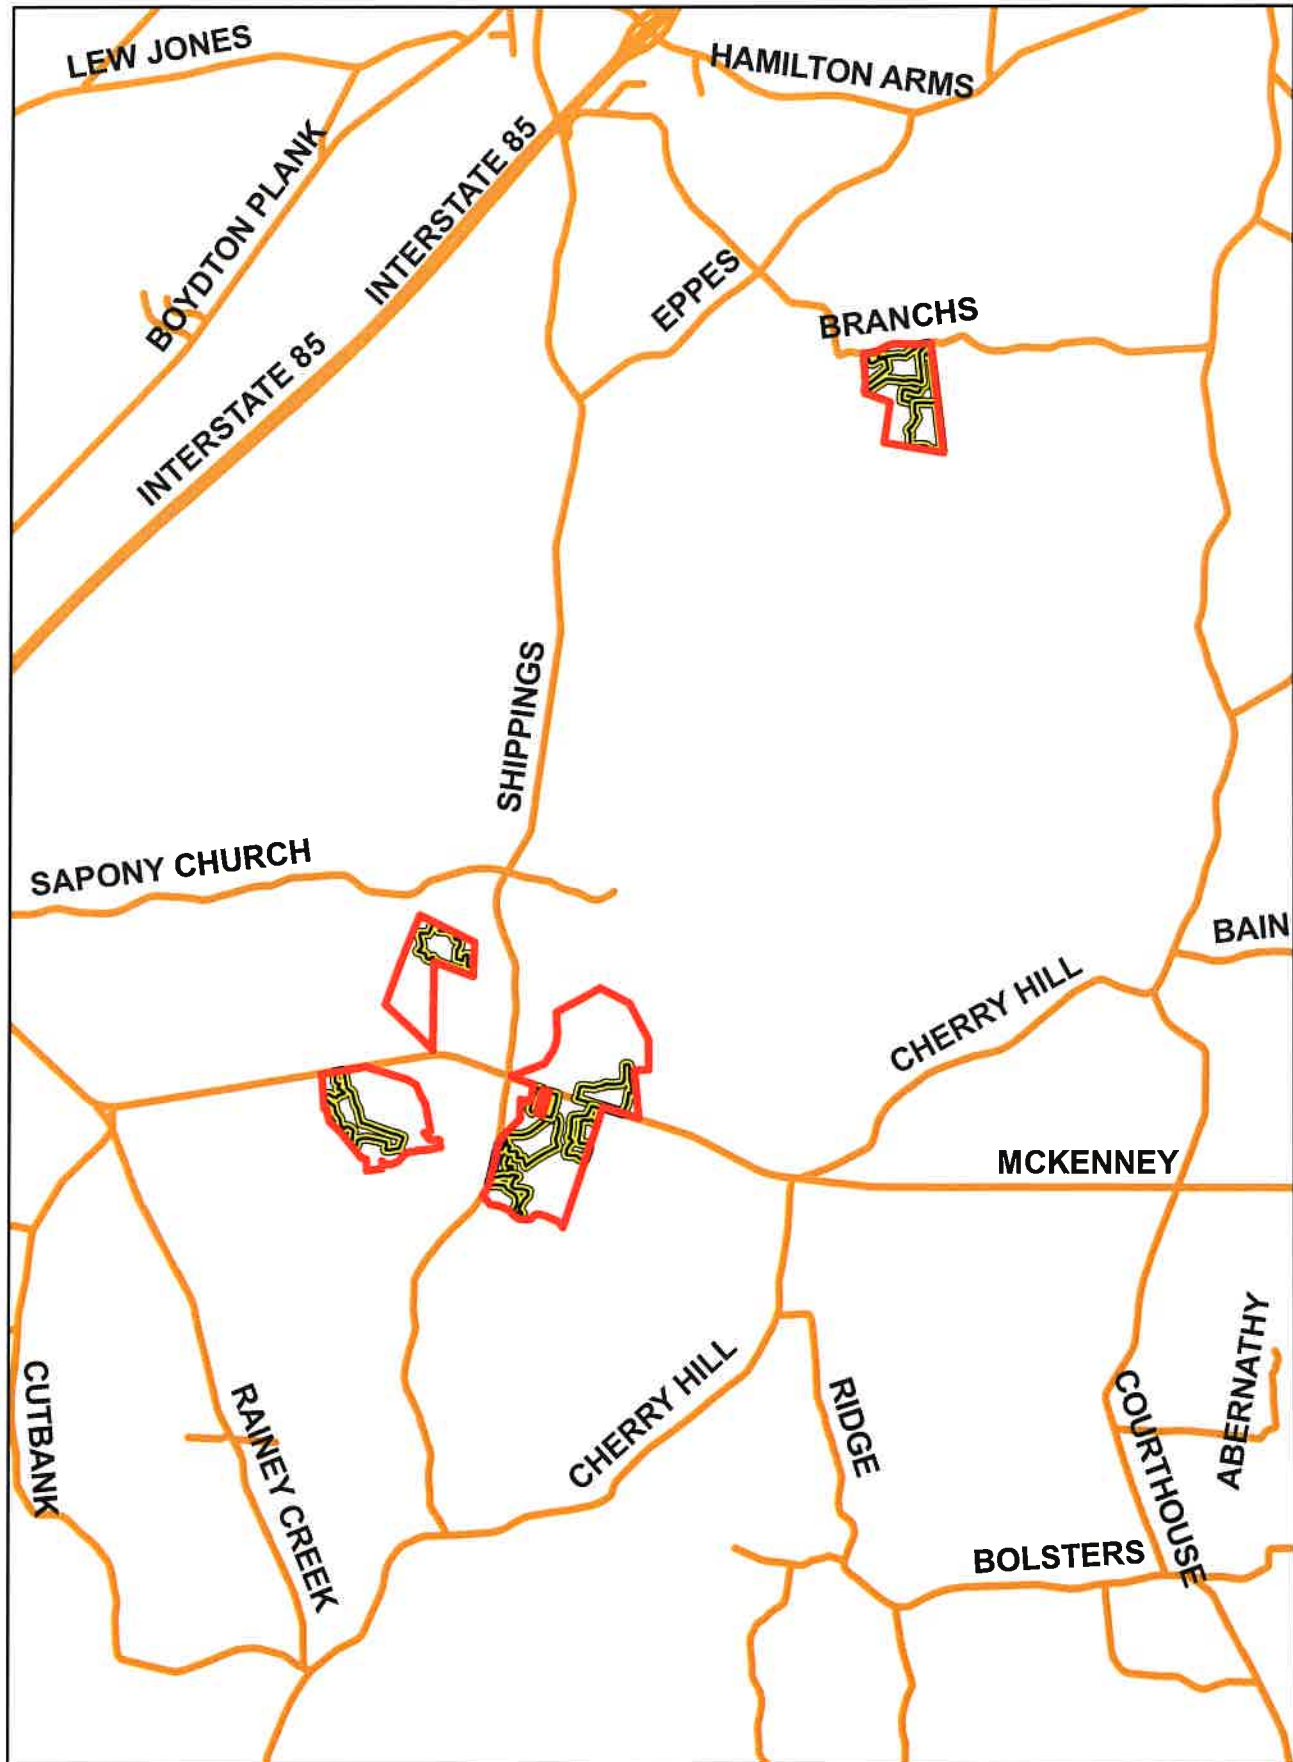 LEW JONES
HAMILTON ARMS
BOYDTON PLANK
INTERSTATE 85
EPPES
BRANCHS
INTERSTATE 85
SHIPPINGS
SAPONY CHURCH
BAIN
CHERRY HILL
MCKENNEY
CUTBANK
RAINEY CREEK
CHERRY HILL
RIDGE
COURTHOUSE
ABERNATHY
BOLSTERS